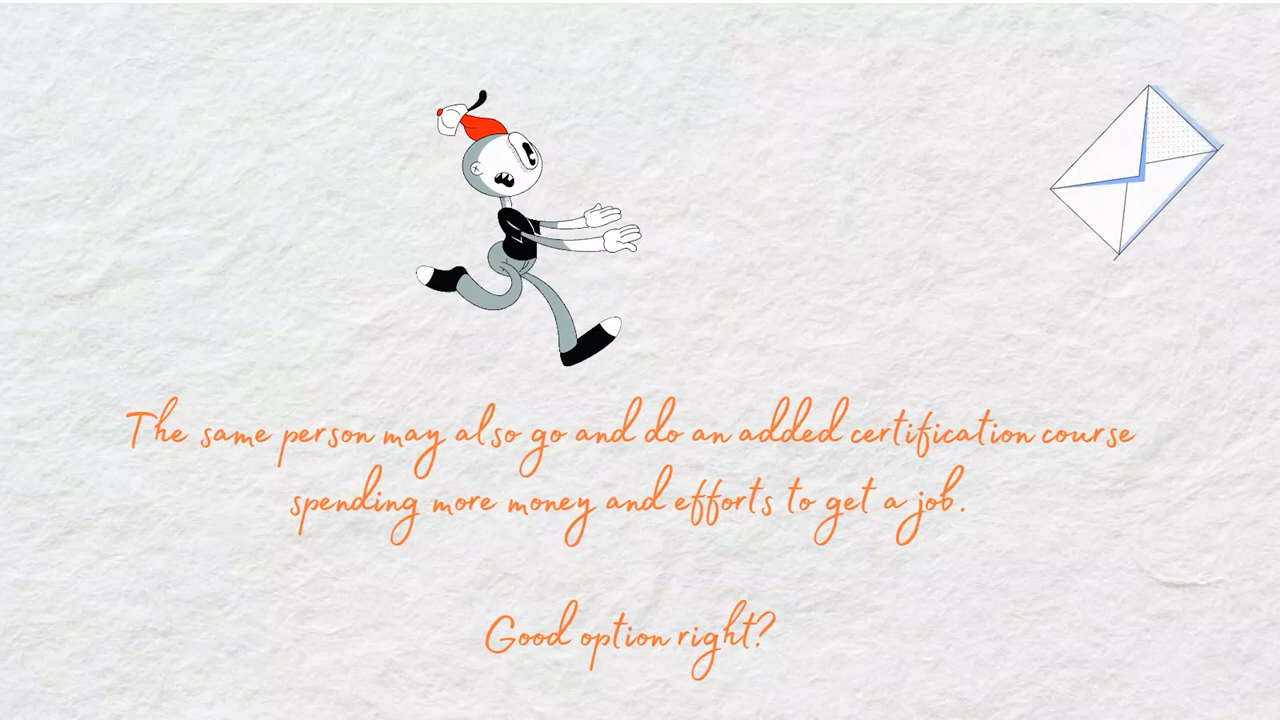 The same person may also go and do an added certification course
spending more money and efforts to get a job.
Good option right?